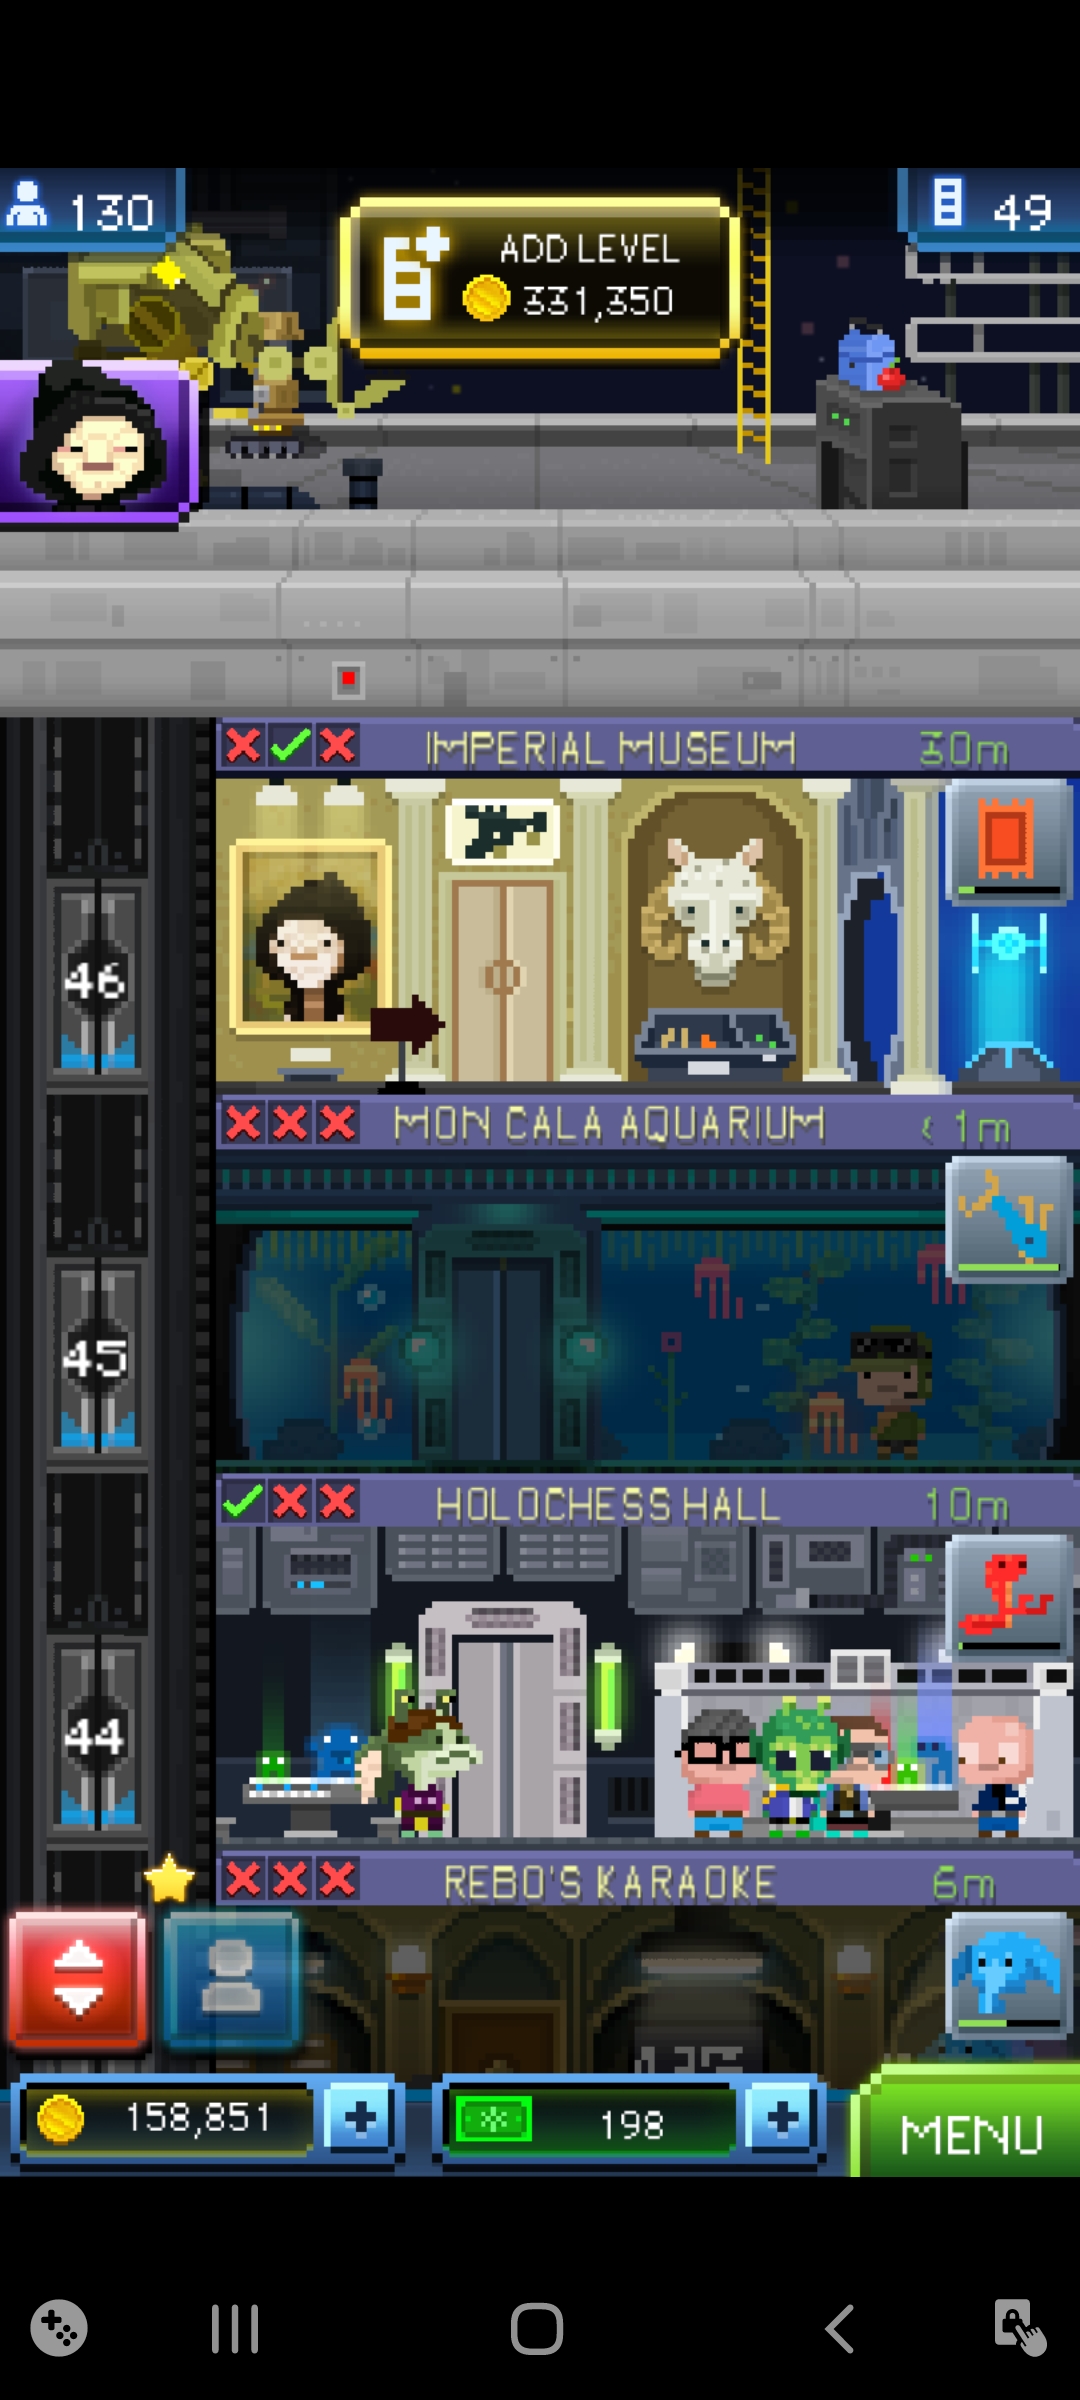 130
ADD LEVEL
331,350
49
IMPERIAL MUSEUM 30m
46
MON CALA AQUARIUM < 1m
45
HOLOCHESS HALL 10m
44
REBO'S KARAOKE 6m
158,851
198
MENU